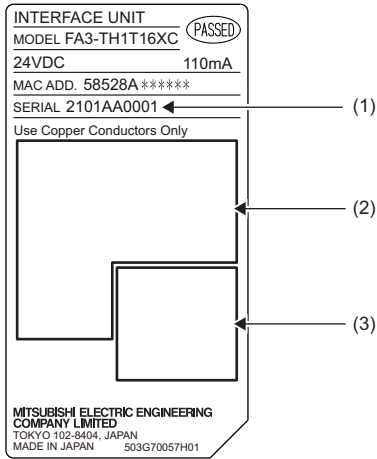 INTERFACE UNIT
PASSED
MODEL FA3-TH1T16XC
24VDC 110mA
MAC ADD. 58528A******
SERIAL 2101AA0001
(1)
Use Copper Conductors Only
(2)
(3)
MITSUBISHI ELECTRIC ENGINEERING
COMPANY LIMITED
TOKYO 102-8404, JAPAN
MADE IN JAPAN 503G70057H01